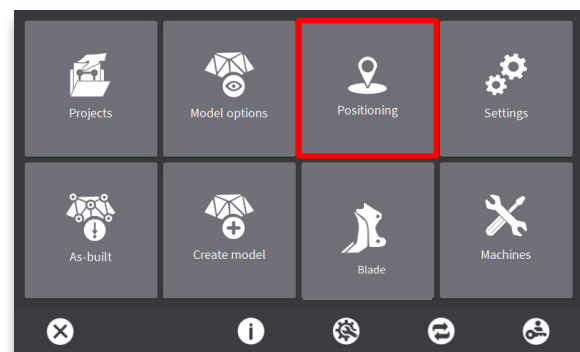 Projects
Model options
Positioning
Settings
As-built
Create model
Blade
Machines